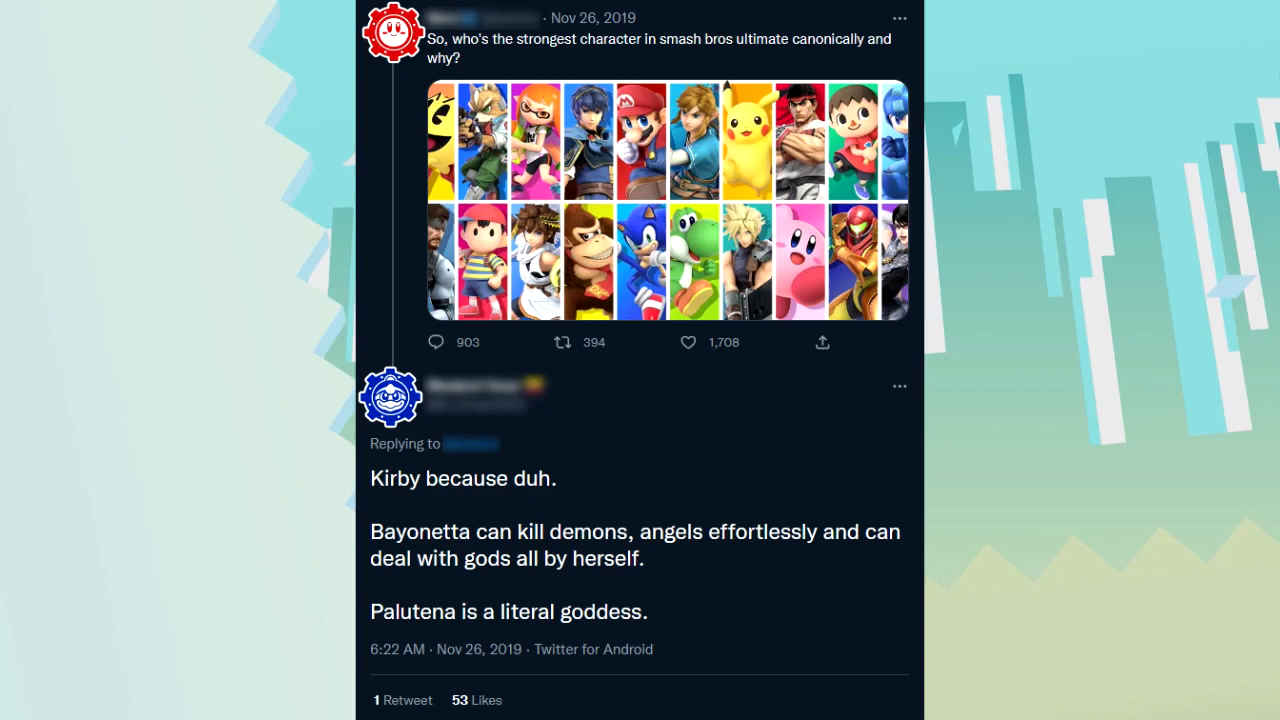 · Nov 26, 2019
So, who's the strongest character in smash bros ultimate canonically and
why?
903 394 1,708
Replying to
Kirby because duh.
Bayonetta can kill demons, angels effortlessly and can
deal with gods all by herself.
Palutena is a literal goddess.
6:22 AM · Nov 26, 2019 · Twitter for Android
1 Retweet 53 Likes